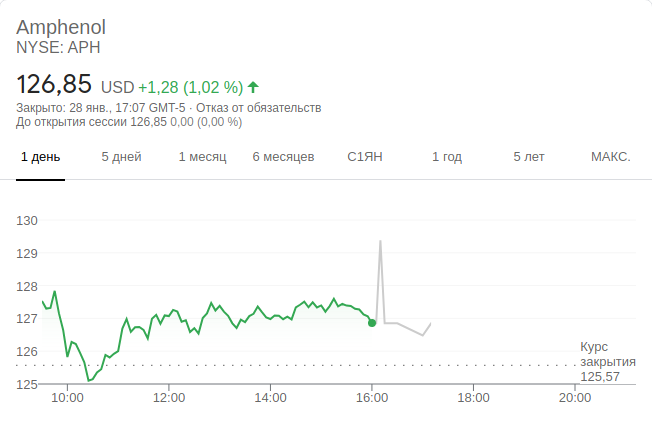 Amphenol
NYSE: APH
126,85 USD +1,28 (1,02 %)
Закрыто: 28 янв., 17:07 GMT-5 · Отказ от обязательств
До открытия сессии 126,85 0,00 (0,00 %)
1 день 5 дней 1 месяц 6 месяцев С1ЯН 1 год 5 лет МАКС.
130
129
128
127
126
Курс
закрытия
125,57
125
10:00 12:00 14:00 16:00 18:00 20:00